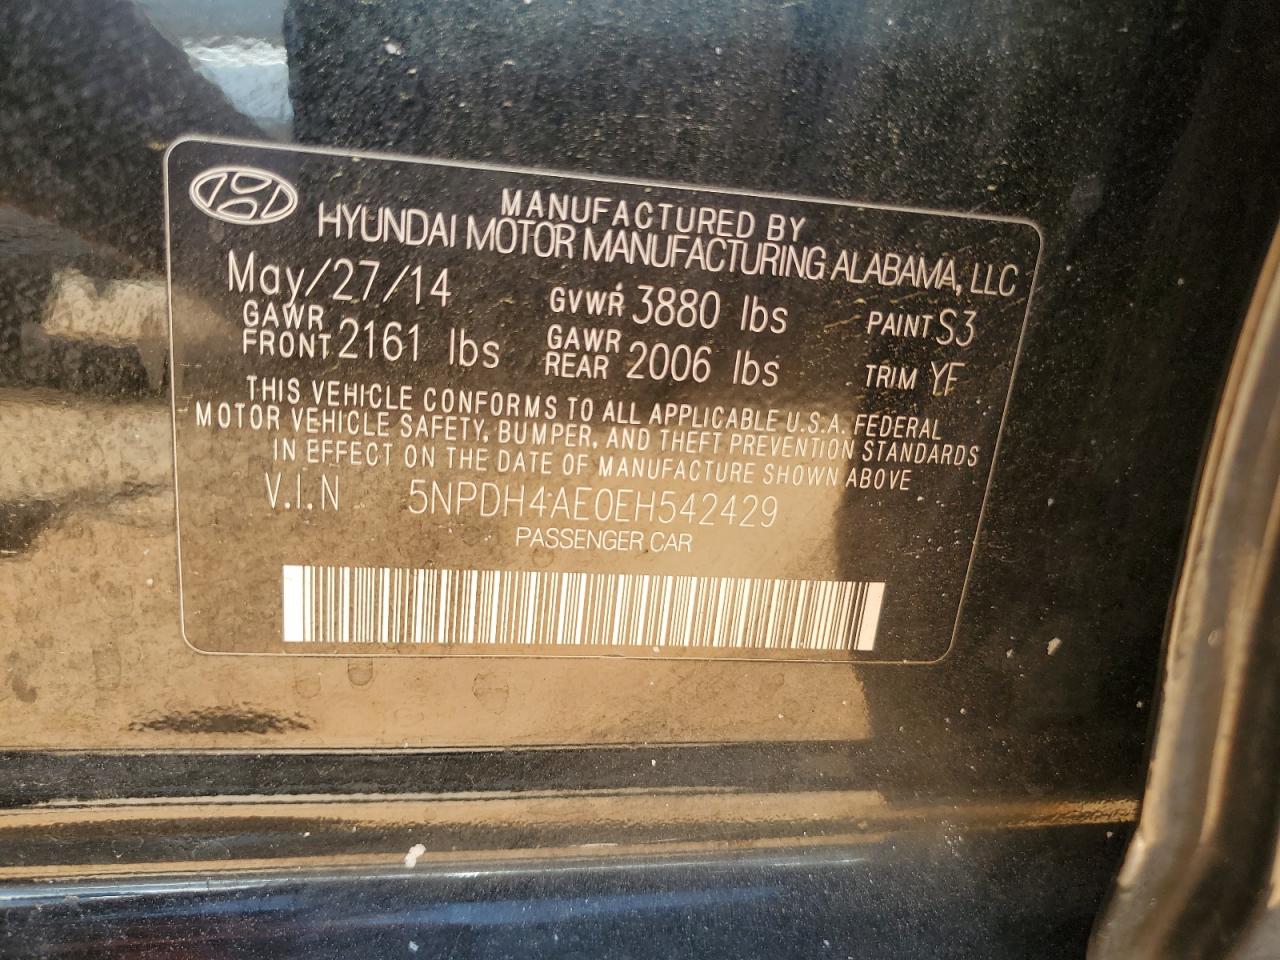 MANUFACTURED BY
HYUNDAI MOTOR MANUFACTURING ALABAMA, LLC
May/27/14 GVWR 3880 lbs PAINT S3
GAWR FRONT 2161 lbs GAWR REAR 2006 lbs TRIM YF
THIS VEHICLE CONFORMS TO ALL APPLICABLE U.S.A. FEDERAL
MOTOR VEHICLE SAFETY, BUMPER, AND THEFT PREVENTION STANDARDS
IN EFFECT ON THE DATE OF MANUFACTURE SHOWN ABOVE
V.I.N 5NPDH4AE0EH542429
PASSENGER CAR